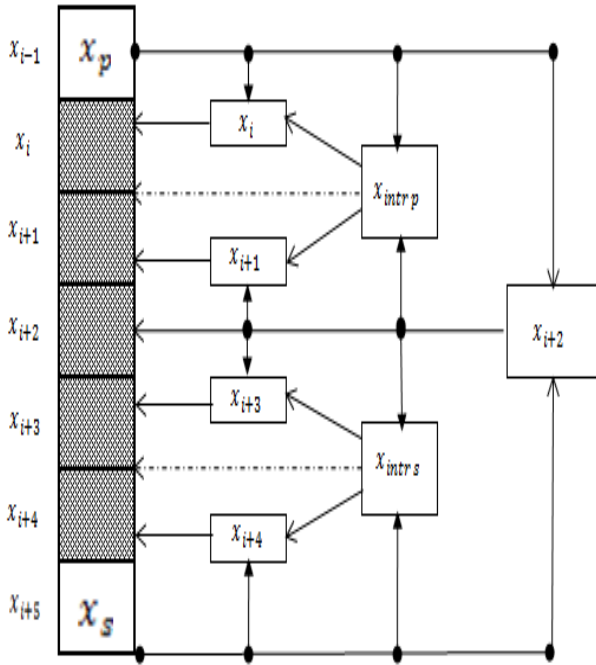 x_{i-1} x_p
x_i x_i
x_{intr p}
x_{i+1} x_{i+1}
x_{i+2} x_{i+2}
x_{i+3} x_{i+3}
x_{intr s}
x_{i+4} x_{i+4}
x_{i+5} x_s